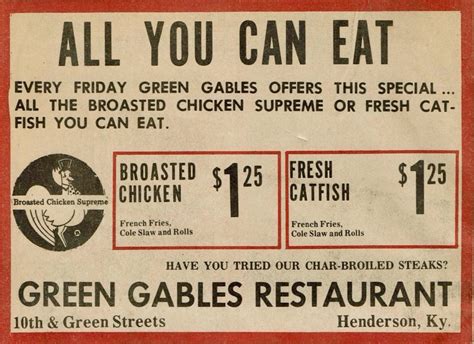 ALL YOU CAN EAT
EVERY FRIDAY GREEN GABLES OFFERS THIS SPECIAL ...
ALL THE BROASTED CHICKEN SUPREME OR FRESH CAT-
FISH YOU CAN EAT.
Broasted Chicken Supreme
BROASTED
CHICKEN
$1.25
French Fries,
Cole Slaw and Rolls
FRESH
CATFISH
$1.25
French Fries,
Cole Slaw and Rolls
HAVE YOU TRIED OUR CHAR-BROILED STEAKS?
GREEN GABLES RESTAURANT
10th & Green Streets
Henderson, Ky.